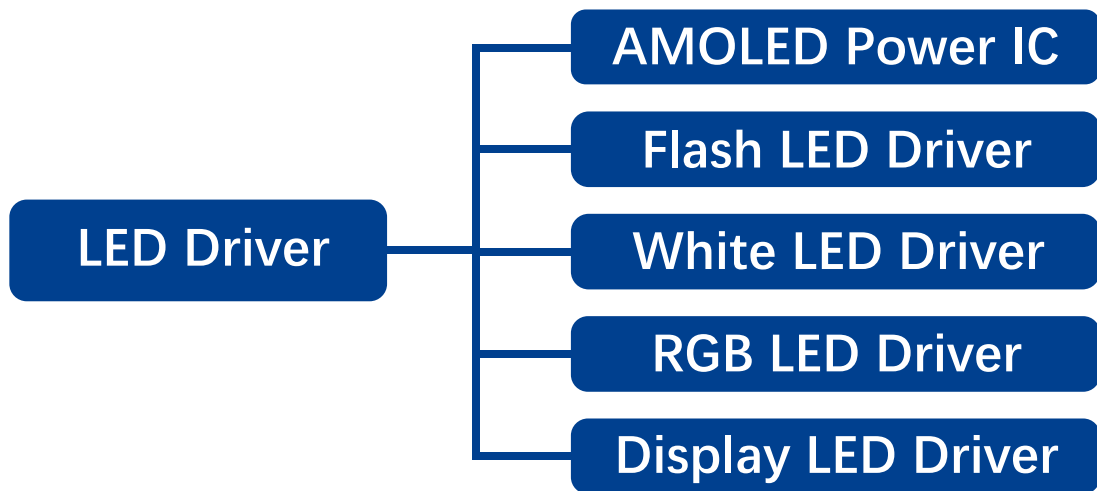 LED Driver
AMOLED Power IC
Flash LED Driver
White LED Driver
RGB LED Driver
Display LED Driver